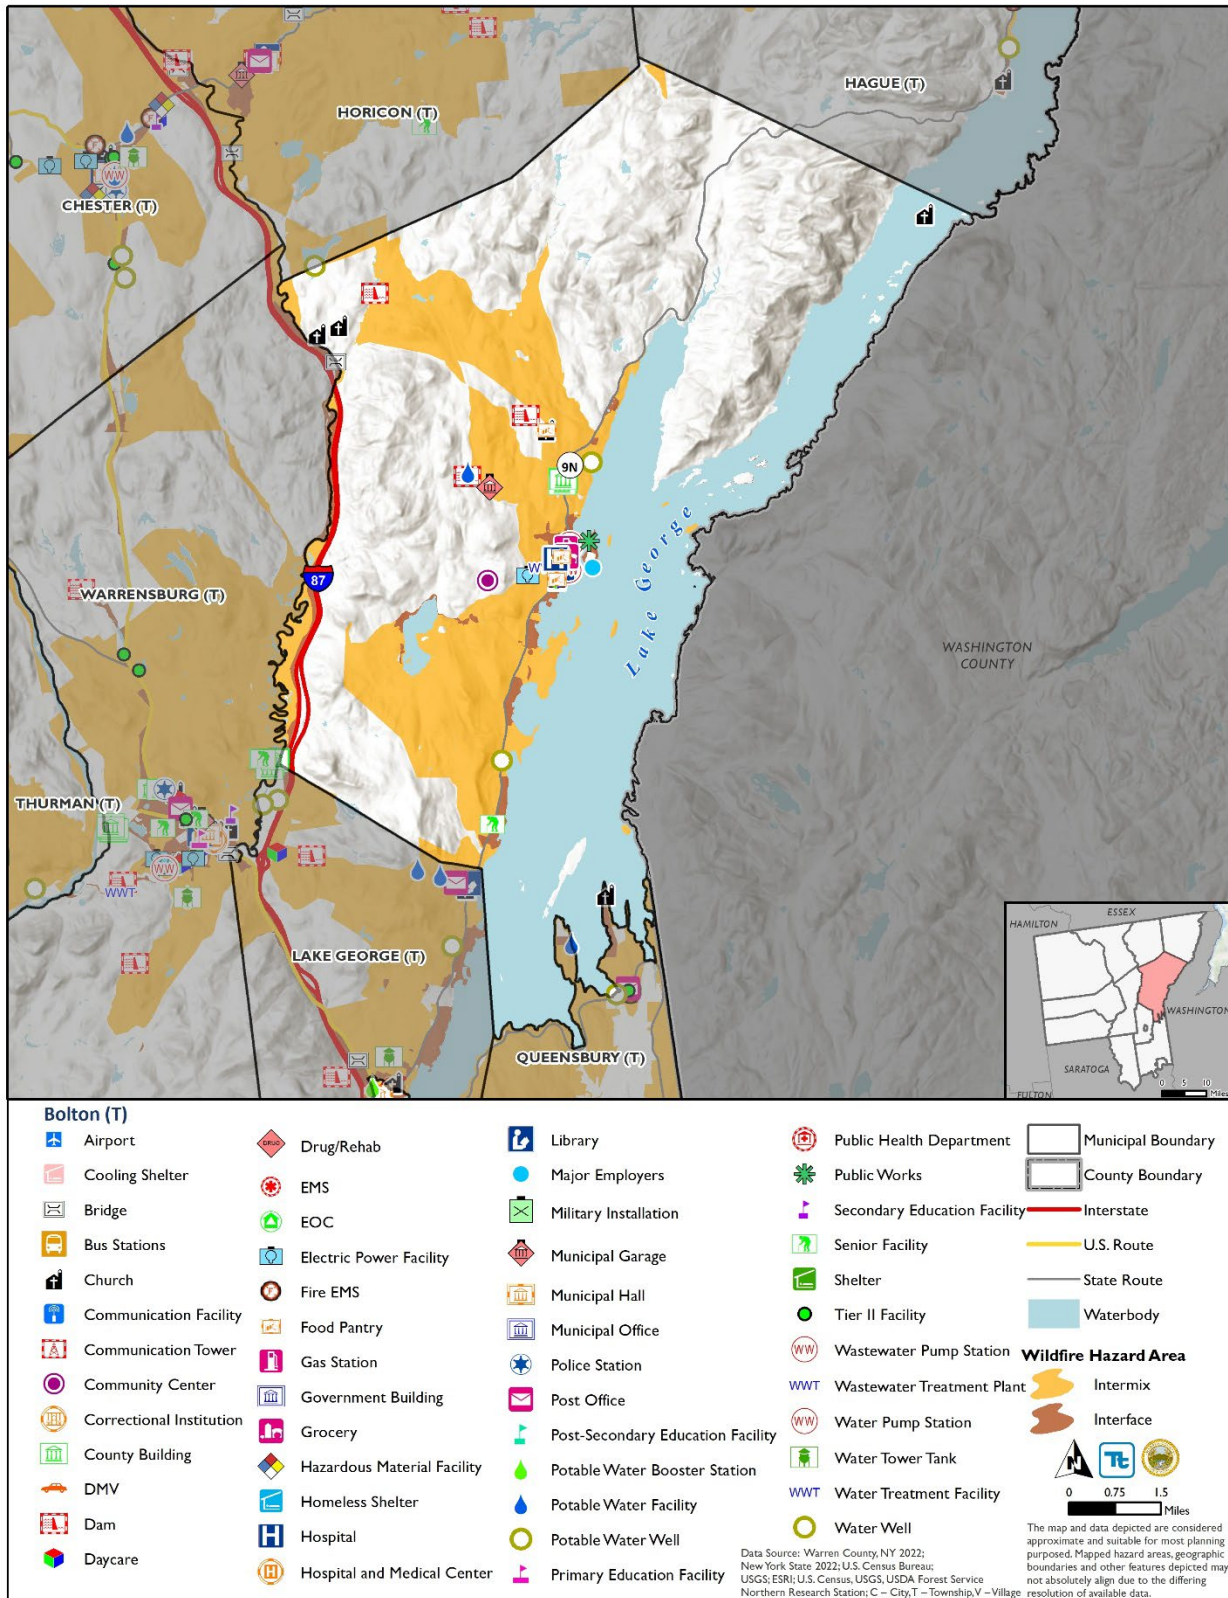 HAGUE (T)
HORICON (T)
CHESTER (T)
9N
Lake George
87
WARRENSBURG (T)
WASHINGTON
COUNTY
THURMAN (T)
WWT
LAKE GEORGE (T)
QUEENSBURY (T)
HAMILTON
ESSEX
WASHINGTON
SARATOGA
FULTON
0 5 10
Miles
Bolton (T)
Airport
Cooling Shelter
Bridge
Bus Stations
Church
Communication Facility
Communication Tower
Community Center
Correctional Institution
County Building
DMV
Dam
Daycare
DRUG
Drug/Rehab
EMS
EOC
Electric Power Facility
Fire EMS
Food Pantry
Gas Station
Government Building
Grocery
Hazardous Material Facility
Homeless Shelter
H
Hospital
H
Hospital and Medical Center
Library
Major Employers
Military Installation
Municipal Garage
Municipal Hall
Municipal Office
Police Station
Post Office
Post-Secondary Education Facility
Potable Water Booster Station
Potable Water Facility
Potable Water Well
Primary Education Facility
Public Health Department
Public Works
Secondary Education Facility
Senior Facility
Shelter
Tier II Facility
WW Wastewater Pump Station
WWT Wastewater Treatment Plant
WW Water Pump Station
Water Tower Tank
WWT Water Treatment Facility
Water Well
Municipal Boundary
County Boundary
Interstate
U.S. Route
State Route
Waterbody
Wildfire Hazard Area
Intermix
Interface
N
Tt
0 0.75 1.5
Miles
Data Source: Warren County, NY 2022;
New York State 2022; U.S. Census Bureau;
USGS; ESRI; U.S. Census, USGS, USDA Forest Service
Northern Research Station; C – City, T – Township, V – Village
The map and data depicted are considered
approximate and suitable for most planning
purposed. Mapped hazard areas, geographic
boundaries and other features depicted may
not absolutely align due to the differing
resolution of available data.